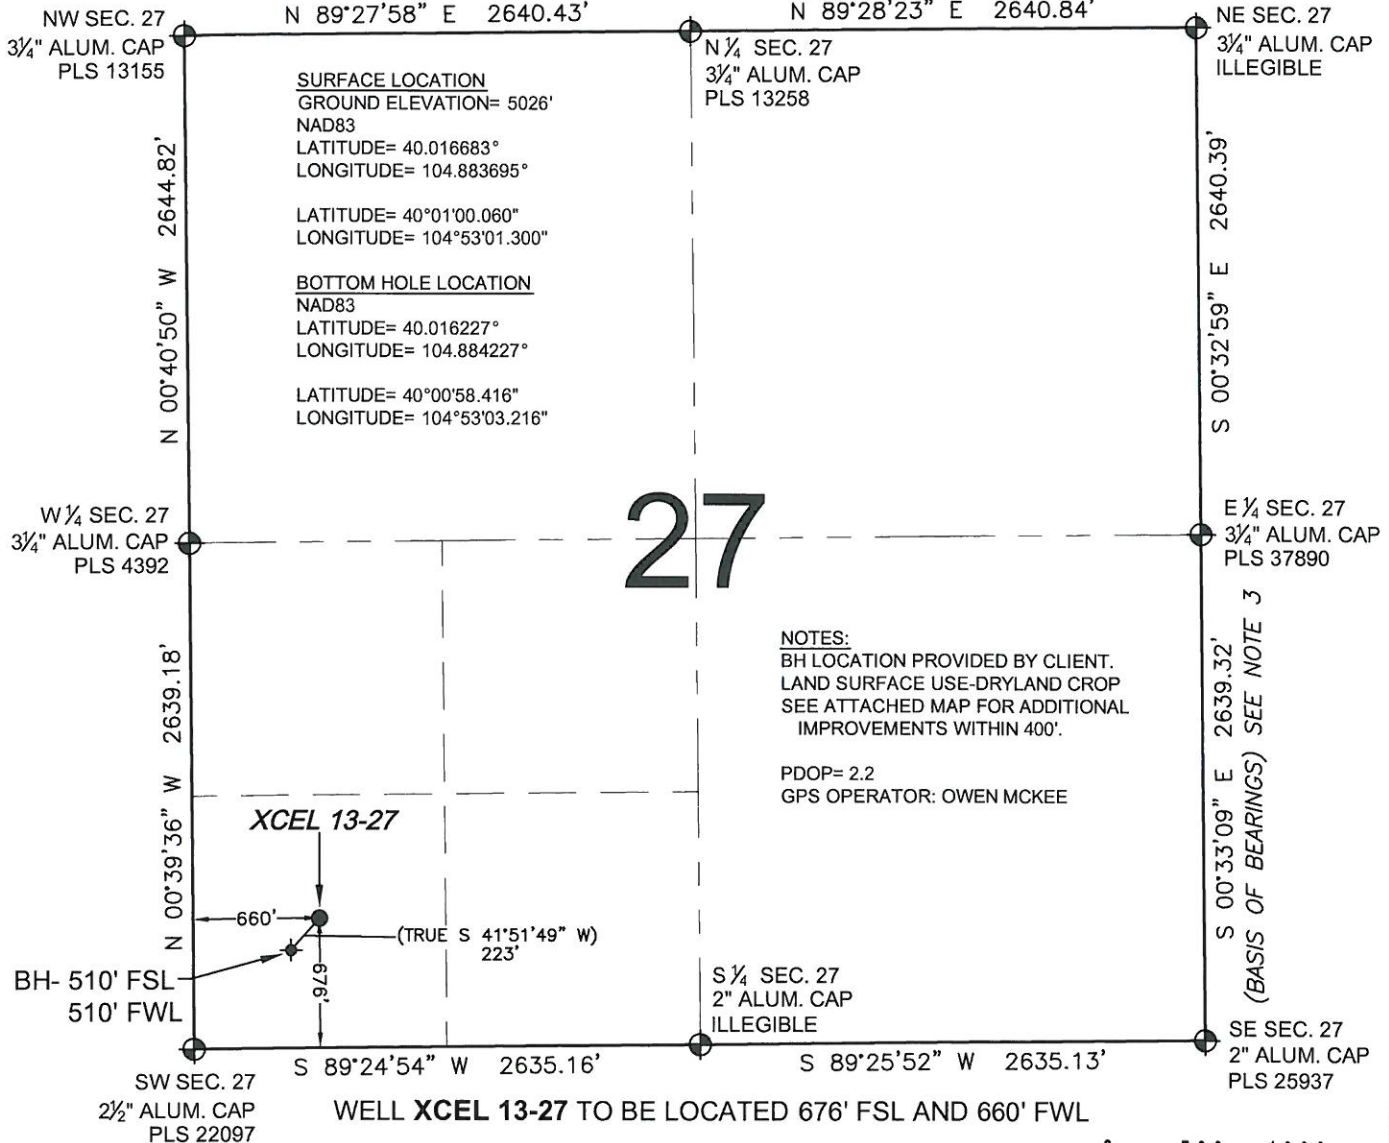 N 89°27'58" E 2640.43'
N 89°28'23" E 2640.84'
NW SEC. 27
3¼" ALUM. CAP
PLS 13155
N ¼ SEC. 27
3¼" ALUM. CAP
PLS 13258
NE SEC. 27
3¼" ALUM. CAP
ILLEGIBLE
SURFACE LOCATION
GROUND ELEVATION= 5026'
NAD83
LATITUDE= 40.016683°
LONGITUDE= 104.883695°
LATITUDE= 40°01'00.060"
LONGITUDE= 104°53'01.300"
BOTTOM HOLE LOCATION
NAD83
LATITUDE= 40.016227°
LONGITUDE= 104.884227°
LATITUDE= 40°00'58.416"
LONGITUDE= 104°53'03.216"
N 00°40'50" W 2644.82'
S 00°32'59" E 2640.39'
27
W ¼ SEC. 27
3¼" ALUM. CAP
PLS 4392
E ¼ SEC. 27
3¼" ALUM. CAP
PLS 37890
NOTES:
BH LOCATION PROVIDED BY CLIENT.
LAND SURFACE USE-DRYLAND CROP
SEE ATTACHED MAP FOR ADDITIONAL
IMPROVEMENTS WITHIN 400'.
PDOP= 2.2
GPS OPERATOR: OWEN MCKEE
N 00°39'36" W 2639.18'
S 00°33'09" E 2639.32'
(BASIS OF BEARINGS) SEE NOTE 3
XCEL 13-27
660'
(TRUE S 41°51'49" W)
223'
676'
BH- 510' FSL
510' FWL
S ¼ SEC. 27
2" ALUM. CAP
ILLEGIBLE
SW SEC. 27
2½" ALUM. CAP
PLS 22097
S 89°24'54" W 2635.16'
S 89°25'52" W 2635.13'
SE SEC. 27
2" ALUM. CAP
PLS 25937
WELL XCEL 13-27 TO BE LOCATED 676' FSL AND 660' FWL